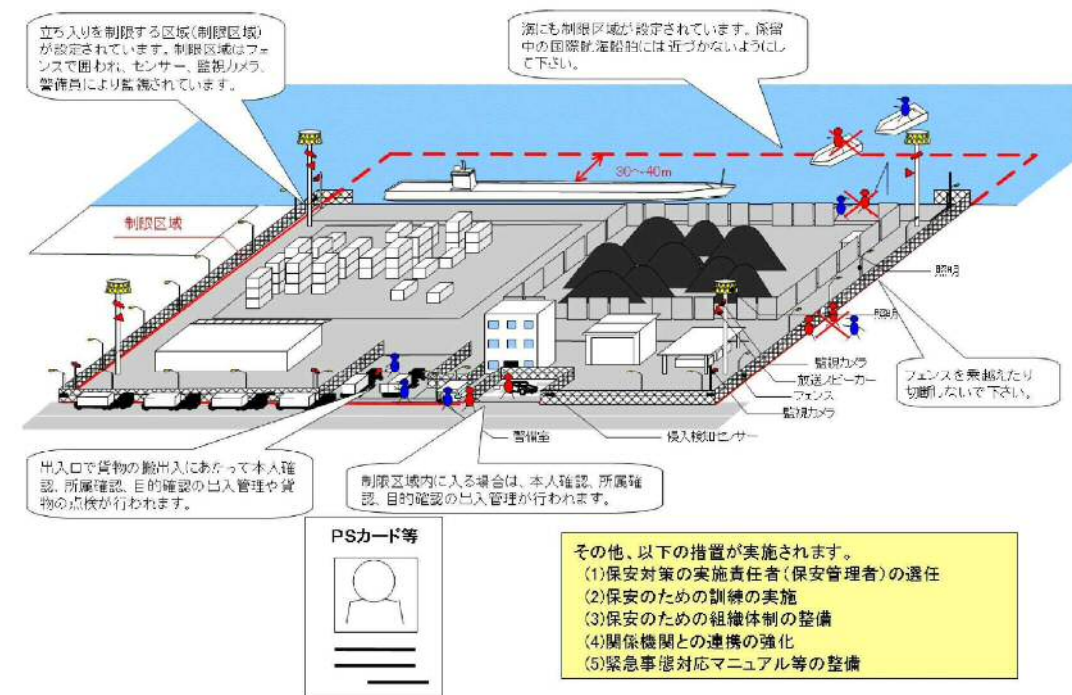 立ち入りを制限する区域(制限区域)
が設定されています。制限区域はフェ
ンスで囲われ、センサー、監視カメラ、
警備員により監視されています。
海にも制限区域が設定されています。係留
中の国際航海船舶には近づかないようにし
て下さい。
30～40m
制限区域
照明
照明
監視カメラ
放送スピーカー
フェンス
監視カメラ
フェンスを乗越えたり
切断しないで下さい。
警備室
侵入検知センサー
出入口で貨物の搬出入にあたって本人確
認、所属確認、目的確認の出入管理や貨
物の点検が行われます。
制限区域内に入る場合は、本人確認、所属確
認、目的確認の出入管理が行われます。
PSカード等
その他、以下の措置が実施されます。
(1)保安対策の実施責任者(保安管理者)の選任
(2)保安のための訓練の実施
(3)保安のための組織体制の整備
(4)関係機関との連携の強化
(5)緊急事態対応マニュアル等の整備